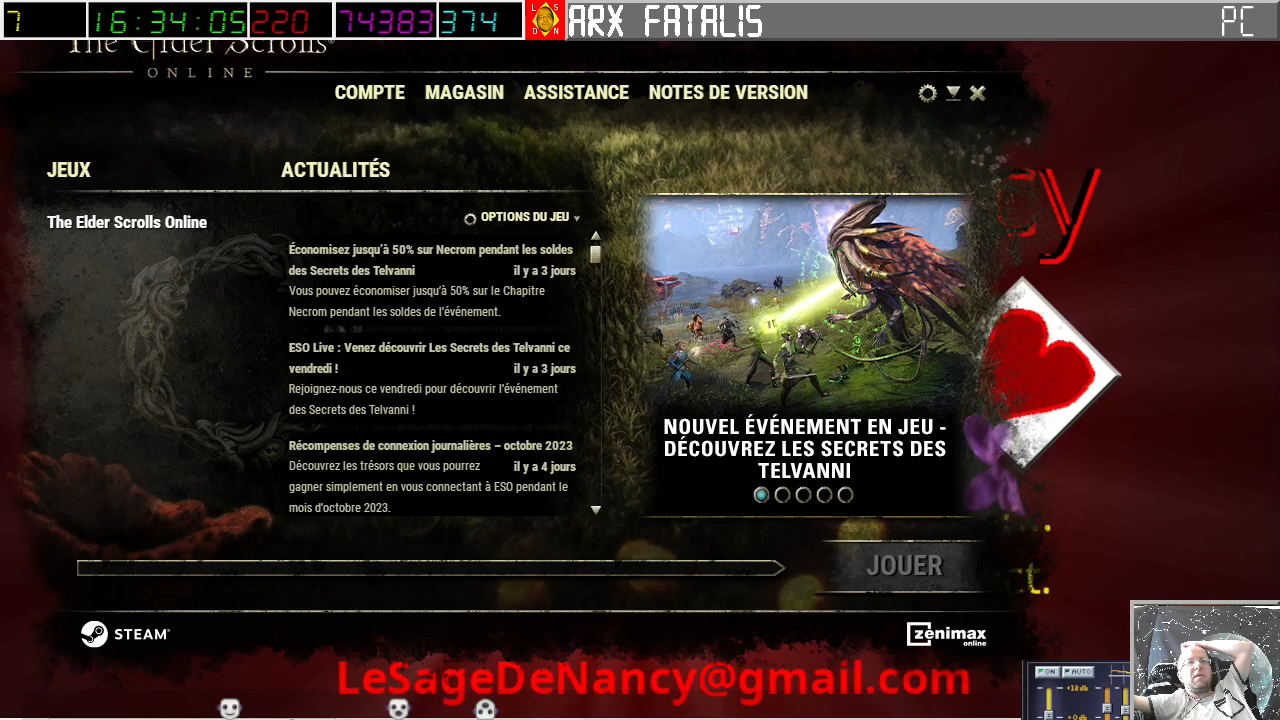 7 16:34:05 220 74383 374 LSDN ARX FATALIS PC
The Elder Scrolls®
ONLINE
COMPTE MAGASIN ASSISTANCE NOTES DE VERSION
JEUX ACTUALITÉS
The Elder Scrolls Online
OPTIONS DU JEU
Économisez jusqu'à 50% sur Necrom pendant les soldes
des Secrets des Telvanni il y a 3 jours
Vous pouvez économiser jusqu'à 50% sur le Chapitre
Necrom pendant les soldes de l'événement.
ESO Live : Venez découvrir Les Secrets des Telvanni ce
vendredi ! il y a 3 jours
Rejoignez-nous ce vendredi pour découvrir l'événement
des Secrets des Telvanni !
Récompenses de connexion journalières – octobre 2023
Découvrez les trésors que vous pourrez il y a 4 jours
gagner simplement en vous connectant à ESO pendant le
mois d'octobre 2023.
NOUVEL ÉVÉNEMENT EN JEU -
DÉCOUVREZ LES SECRETS DES
TELVANNI
cy
JOUER
STEAM
zenimax
online
LeSageDeNancy@gmail.com
ON AUTO
+12db
+0db